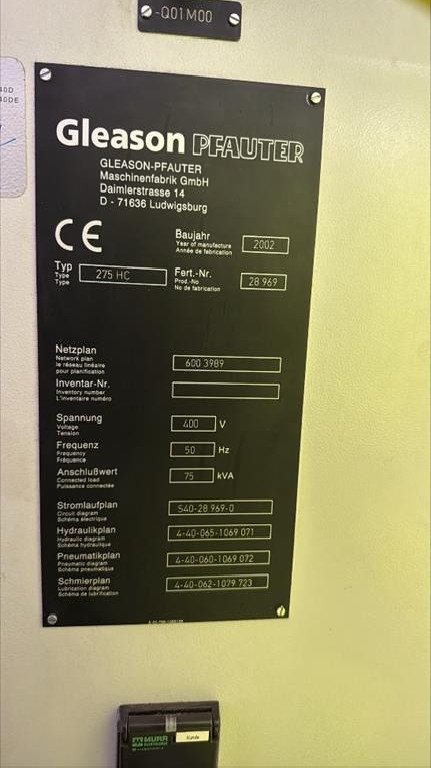 -Q01M00
40D
40DE
Gleason PFAUTER
GLEASON-PFAUTER
Maschinenfabrik GmbH
Daimlerstrasse 14
D - 71636 Ludwigsburg
CE
Baujahr
Year of manufacture
Année de fabrication
2002
Typ
Type
Type
275 HC
Fert.-Nr.
Prod.-No
No de fabrication
28 969
Netzplan
Network plan
le réseau linéaire
pour planification
600 3989
Inventar-Nr.
Inventory number
L'inventaire numéro
Spannung
Voltage
Tension
400 V
Frequenz
Frequency
Fréquence
50 Hz
Anschlußwert
Connected load
Puissance connectée
75 kVA
Stromlaufplan
Circuit diagram
Schéma électrique
S40-28 969-0
Hydraulikplan
Hydraulic diagram
Schéma hydraulique
4-40-065-1069 071
Pneumatikplan
Pneumatic diagram
Schéma pneumatique
4-40-060-1069 072
Schmierplan
Lubrication diagram
Schéma de lubrification
4-40-062-1079 723
MURR